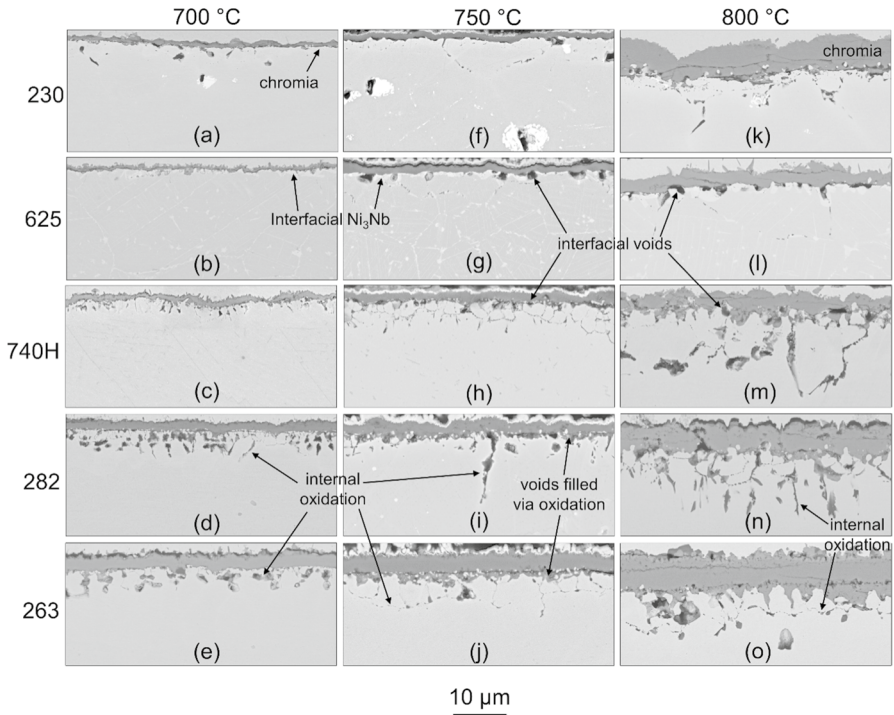 700 °C 750 °C 800 °C
230
chromia
(a)
(f)
chromia
(k)
625
Interfacial Ni₃Nb
(b)
(g)
interfacial voids
(l)
740H
(c)
(h)
(m)
282
internal
oxidation
(d)
voids filled
via oxidation
(i)
(n)
internal
oxidation
263
(e)
(j)
(o)
10 µm